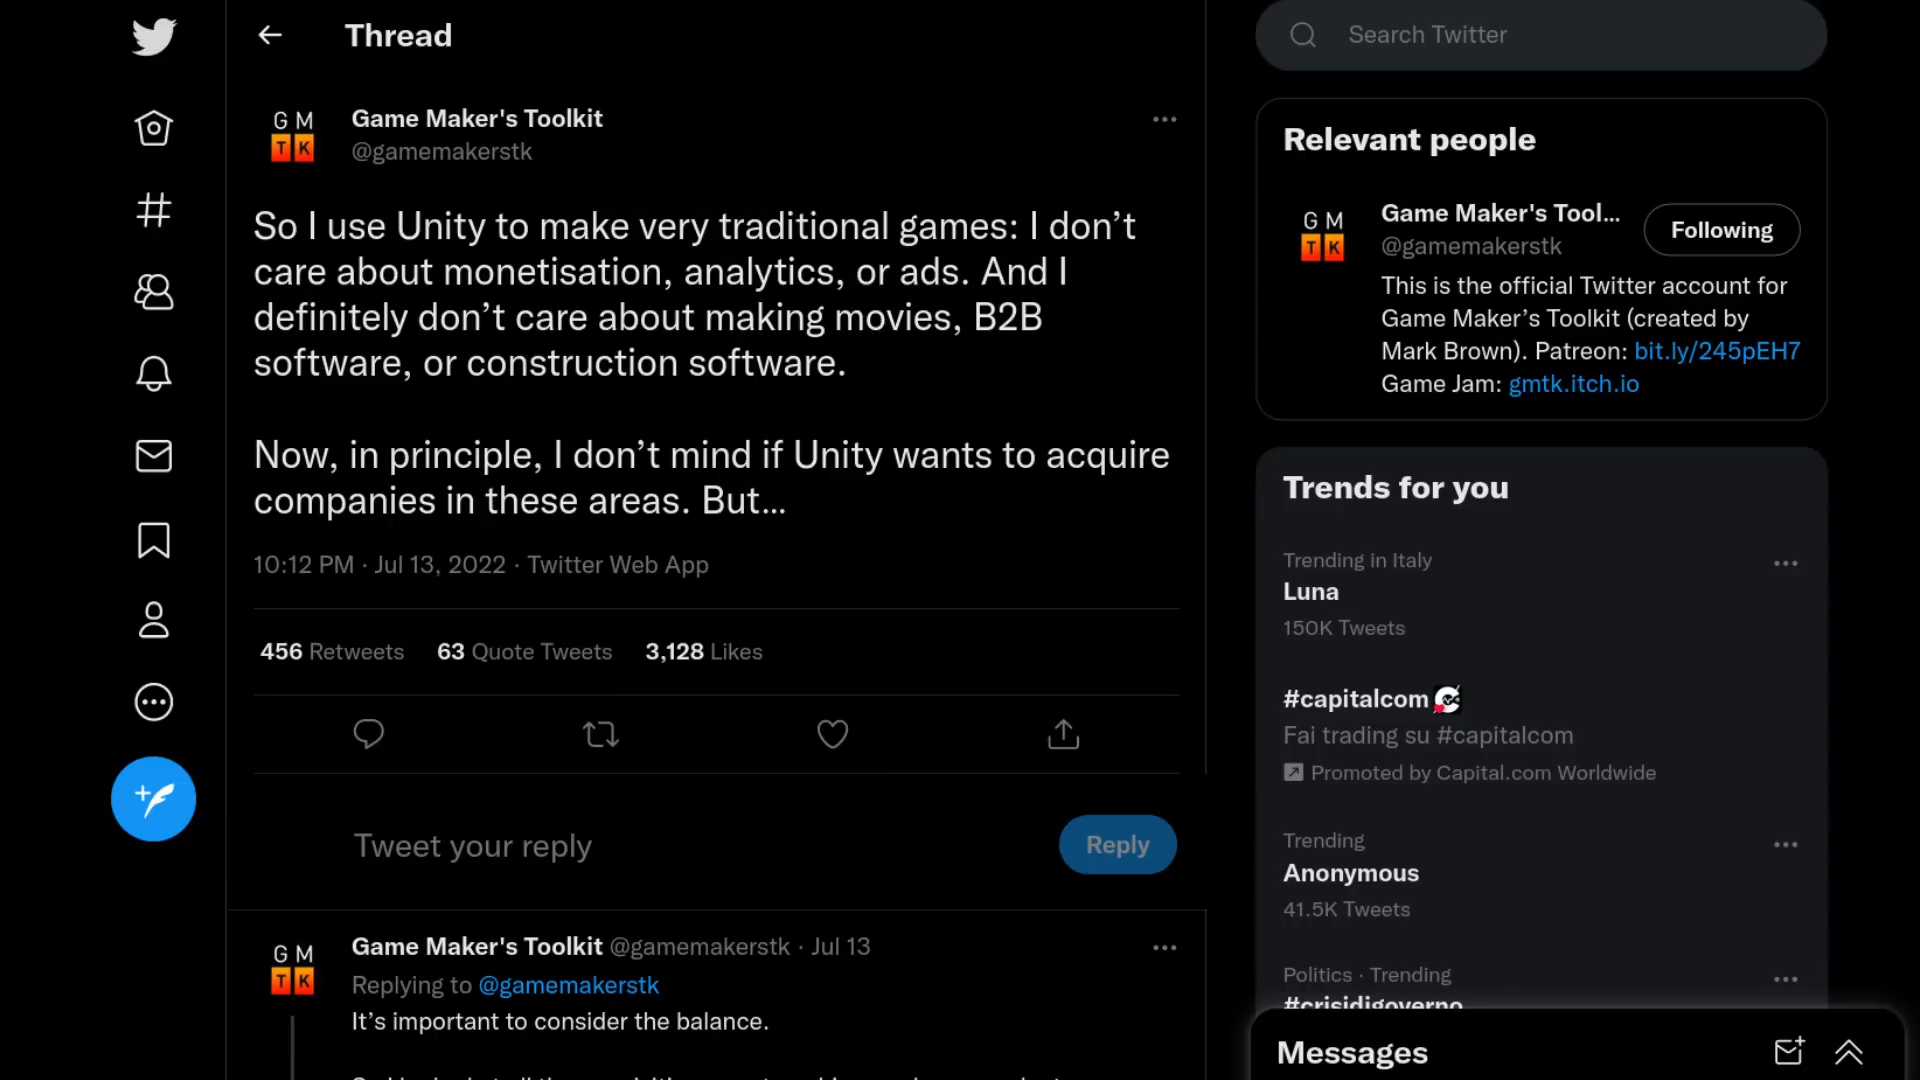 Thread
Search Twitter
G M
T K
Game Maker's Toolkit
@gamemakerstk
So I use Unity to make very traditional games: I don’t
care about monetisation, analytics, or ads. And I
definitely don’t care about making movies, B2B
software, or construction software.
Now, in principle, I don’t mind if Unity wants to acquire
companies in these areas. But…
10:12 PM · Jul 13, 2022 · Twitter Web App
456 Retweets 63 Quote Tweets 3,128 Likes
Tweet your reply
Reply
G M
T K
Game Maker's Toolkit @gamemakerstk · Jul 13
Replying to @gamemakerstk
It’s important to consider the balance.
Relevant people
G M
T K
Game Maker's Tool...
@gamemakerstk
Following
This is the official Twitter account for
Game Maker’s Toolkit (created by
Mark Brown). Patreon: bit.ly/245pEH7
Game Jam: gmtk.itch.io
Trends for you
Trending in Italy
Luna
150K Tweets
#capitalcom
Fai trading su #capitalcom
Promoted by Capital.com Worldwide
Trending
Anonymous
41.5K Tweets
Politics · Trending
#crisidigoverno
Messages